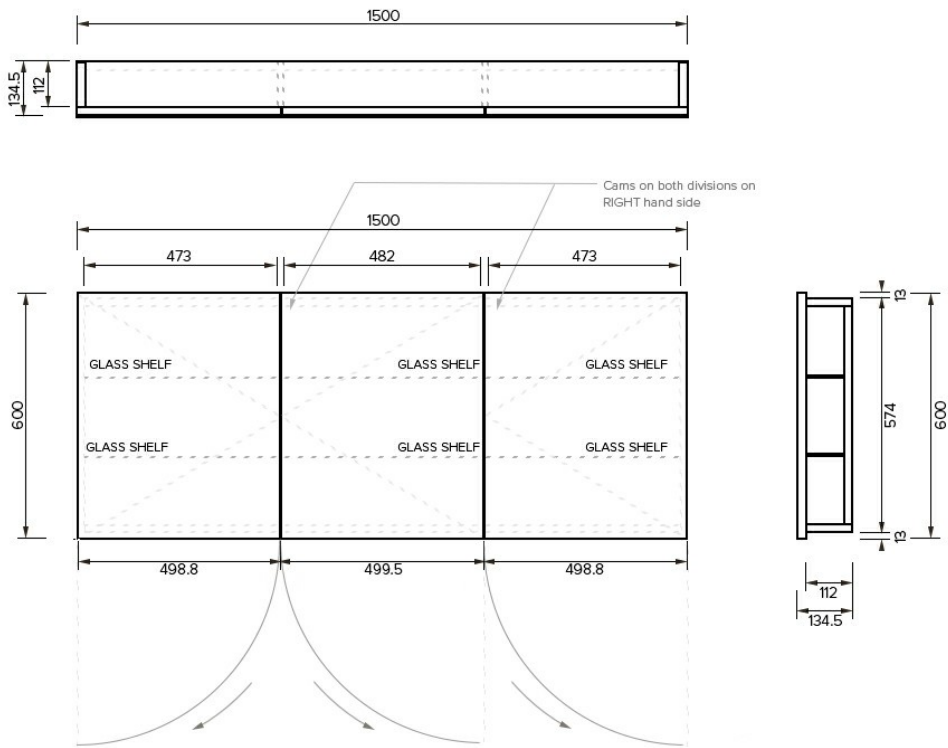 1500
134.5
112
Cams on both divisions on
RIGHT hand side
1500
473
482
473
13
GLASS SHELF
GLASS SHELF
GLASS SHELF
600
574
600
GLASS SHELF
GLASS SHELF
GLASS SHELF
13
498.8
499.5
498.8
112
134.5